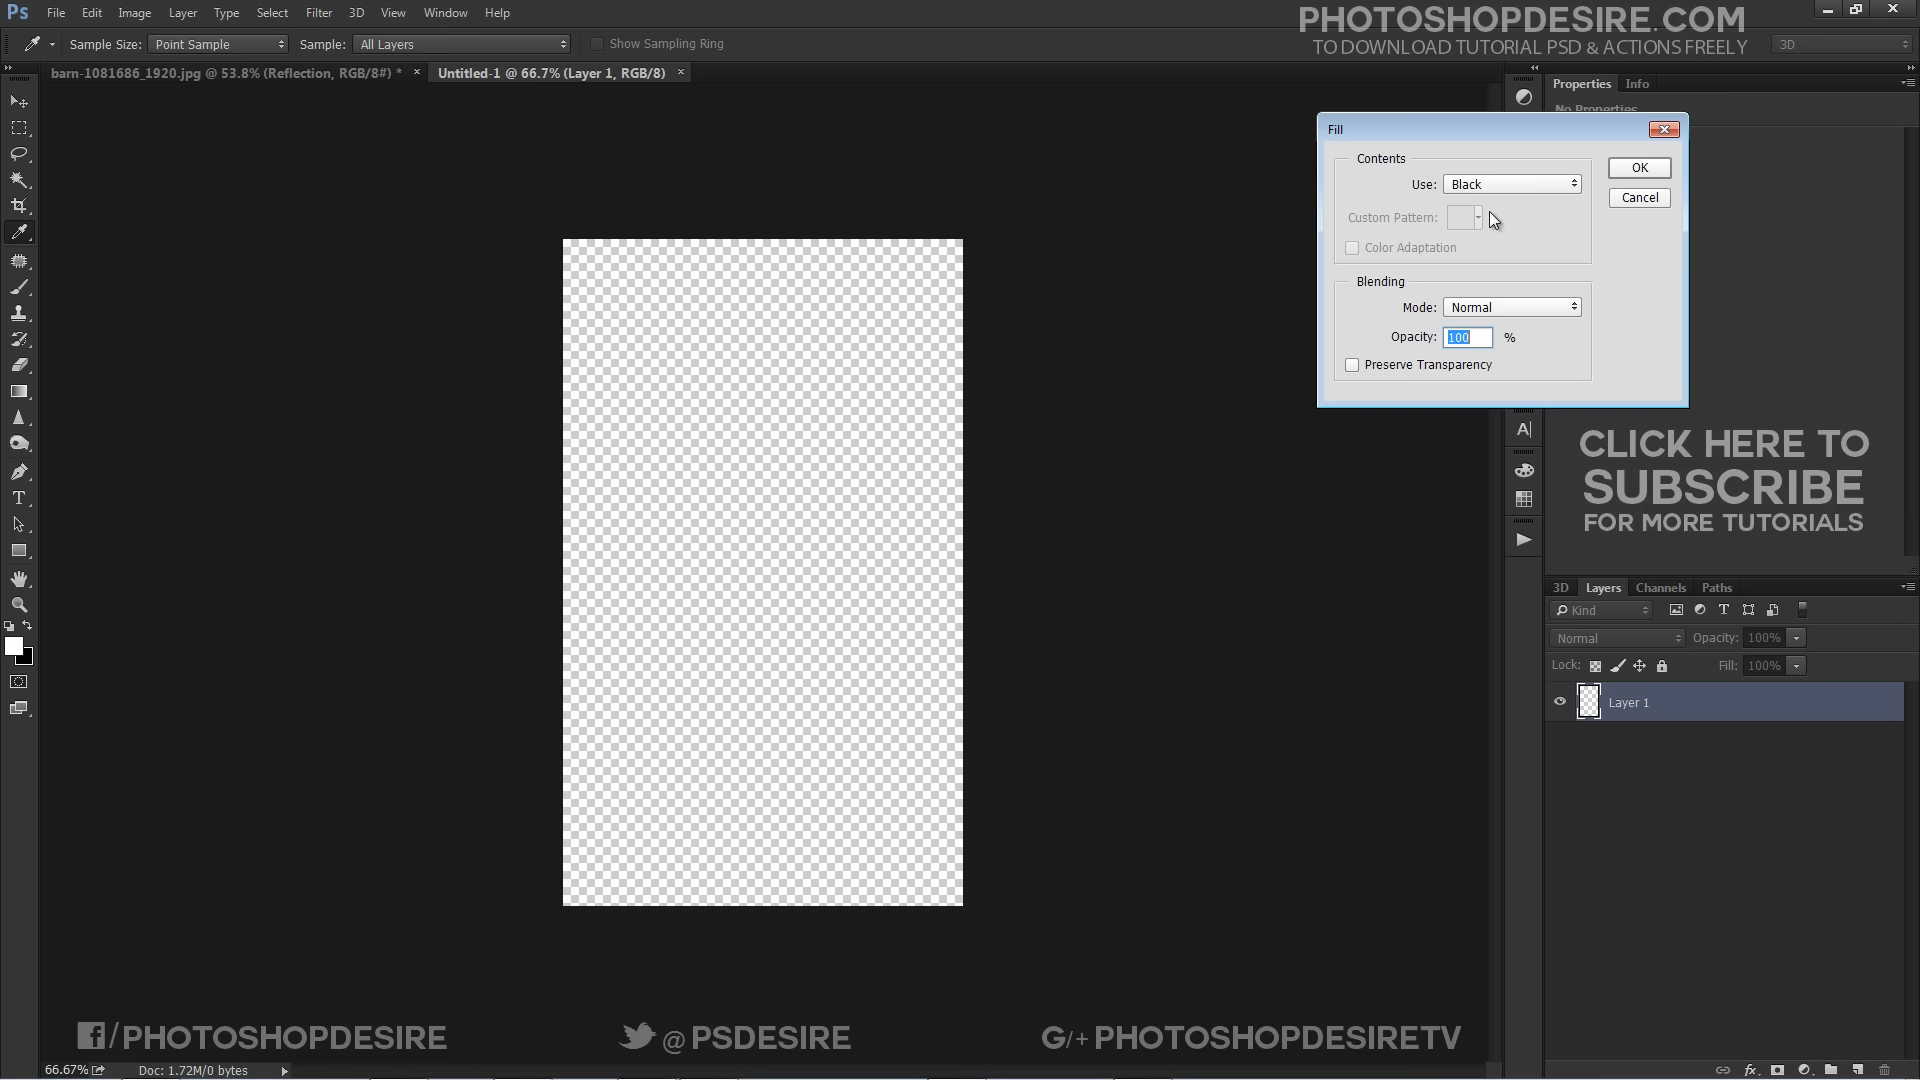 Ps File Edit Image Layer Type Select Filter 3D View Window Help
PHOTOSHOPDESIRE.COM
TO DOWNLOAD TUTORIAL PSD & ACTIONS FREELY
Sample Size: Point Sample Sample: All Layers Show Sampling Ring 3D
barn-1081686_1920.jpg @ 53.8% (Reflection, RGB/8#) * × Untitled-1 @ 66.7% (Layer 1, RGB/8) ×
Properties Info
No Properties
Fill
Contents
Use: Black
OK
Cancel
Custom Pattern:
Color Adaptation
Blending
Mode: Normal
Opacity: 100 %
Preserve Transparency
CLICK HERE TO
SUBSCRIBE
FOR MORE TUTORIALS
3D Layers Channels Paths
Kind
Normal Opacity: 100%
Lock: Fill: 100%
Layer 1
/PHOTOSHOPDESIRE
@ PSDESIRE
G/+ PHOTOSHOPDESIRETV
66.67% Doc: 1.72M/0 bytes